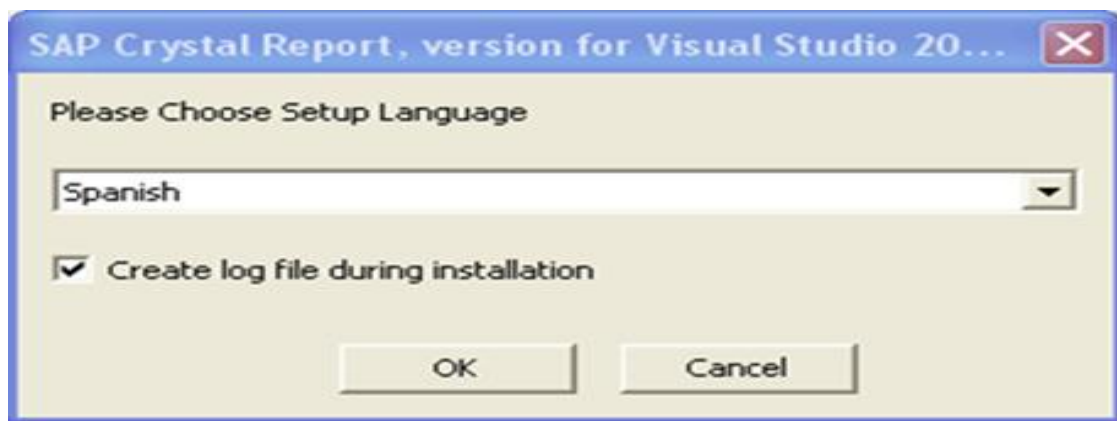 SAP Crystal Report, version for Visual Studio 20...
Please Choose Setup Language
Spanish
Create log file during installation
OK
Cancel